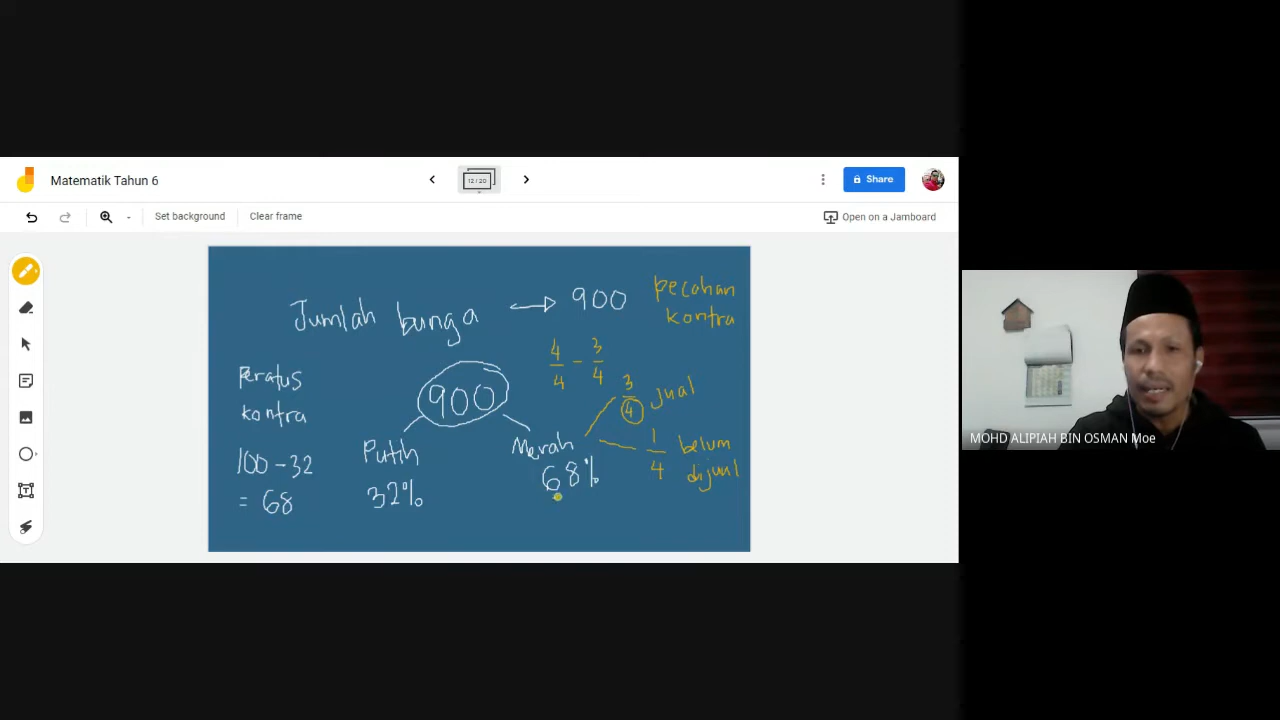 Matematik Tahun 6
12 / 20
Share
Set background
Clear frame
Open on a Jamboard
Jumlah bunga
900
pecahan
kontra
4/4 - 3/4
Peratus
kontra
900
3/4 jual
Putih
Merah
1/4 belum
dijual
100 - 32
32%
68%
= 68
MOHD ALIPIAH BIN OSMAN Moe